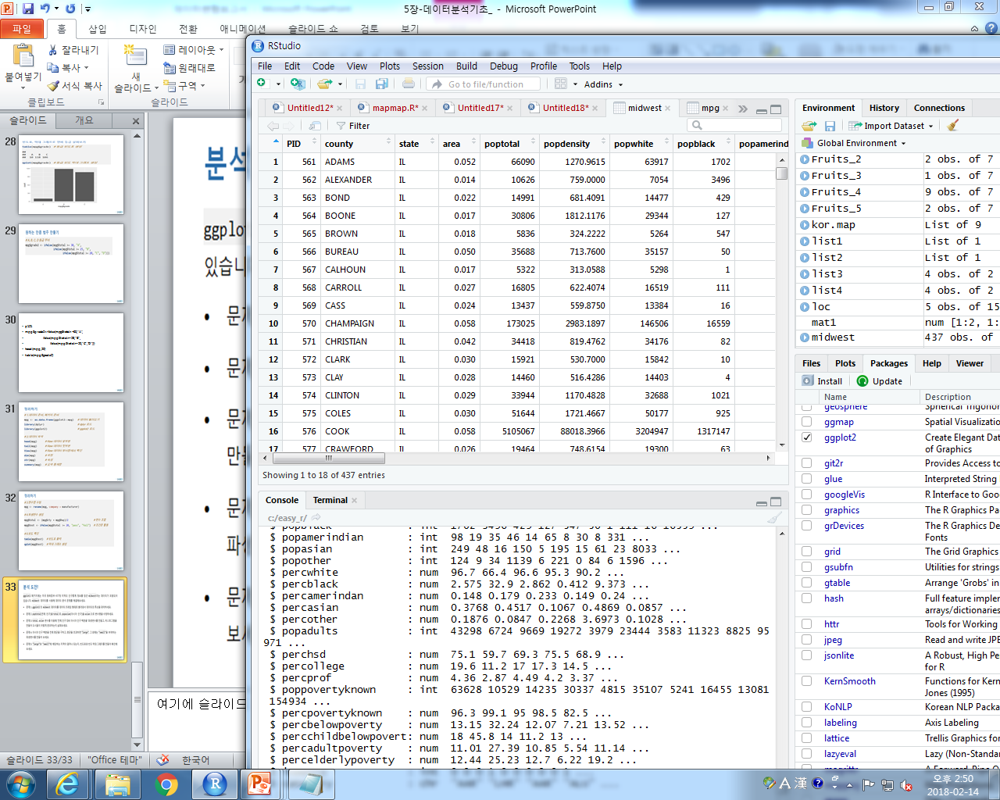 5장-데이터분석기초_ - Microsoft PowerPoint
파일 홈 삽입 디자인 전환 애니메이션 슬라이드 쇼 검토 보기
붙여넣기
잘라내기
복사
서식 복사
클립보드
새
슬라이드
레이아웃
원래대로
구역
슬라이드
슬라이드 개요
28
29
30
31
32
33
분석
ggplot
있습니
• 문제
• 문제
• 문제
만들
• 문제
파생
• 문제
보세
여기에 슬라이드
슬라이드 33/33 "Office 테마" 한국어
RStudio
File Edit Code View Plots Session Build Debug Profile Tools Help
Go to file/function Addins
Untitled12* mapmap.R* Untitled17* Untitled18* midwest mpg
Filter
PID county state area poptotal popdensity popwhite popblack popamerind
1 561 ADAMS IL 0.052 66090 1270.9615 63917 1702
2 562 ALEXANDER IL 0.014 10626 759.0000 7054 3496
3 563 BOND IL 0.022 14991 681.4091 14477 429
4 564 BOONE IL 0.017 30806 1812.1176 29344 127
5 565 BROWN IL 0.018 5836 324.2222 5264 547
6 566 BUREAU IL 0.050 35688 713.7600 35157 50
7 567 CALHOUN IL 0.017 5322 313.0588 5298 1
8 568 CARROLL IL 0.027 16805 622.4074 16519 111
9 569 CASS IL 0.024 13437 559.8750 13384 16
10 570 CHAMPAIGN IL 0.058 173025 2983.1897 146506 16559
11 571 CHRISTIAN IL 0.042 34418 819.4762 34176 82
12 572 CLARK IL 0.030 15921 530.7000 15842 10
13 573 CLAY IL 0.028 14460 516.4286 14403 4
14 574 CLINTON IL 0.029 33944 1170.4828 32688 1021
15 575 COLES IL 0.030 51644 1721.4667 50177 925
16 576 COOK IL 0.058 5105067 88018.3966 3204947 1317147
17 577 CRAWFORD IL 0.026 19464 748.6154 19300 63
Showing 1 to 18 of 437 entries
Console Terminal
c:/easy_r/
$ popblack : int 1702 3496 429 127 547 50 1 111 16 16559 ...
$ popamerindian : int 98 19 35 46 14 65 8 30 8 331 ...
$ popasian : int 249 48 16 150 5 195 15 61 23 8033 ...
$ popother : int 124 9 34 1139 6 221 0 84 6 1596 ...
$ percwhite : num 96.7 66.4 96.6 95.3 90.2 ...
$ percblack : num 2.575 32.9 2.862 0.412 9.373 ...
$ percamerindan : num 0.148 0.179 0.233 0.149 0.24 ...
$ percasian : num 0.3768 0.4517 0.1067 0.4869 0.0857 ...
$ percother : num 0.1876 0.0847 0.2268 3.6973 0.1028 ...
$ popadults : int 43298 6724 9669 19272 3979 23444 3583 11323 8825 95
971 ...
$ perchsd : num 75.1 59.7 69.3 75.5 68.9 ...
$ percollege : num 19.6 11.2 17 17.3 14.5 ...
$ percprof : num 4.36 2.87 4.49 4.2 3.37 ...
$ poppovertyknown : int 63628 10529 14235 30337 4815 35107 5241 16455 13081
154934 ...
$ percpovertyknown : num 96.3 99.1 95 98.5 82.5 ...
$ percbelowpoverty : num 13.15 32.24 12.07 7.21 13.52 ...
$ percchildbelowpovert: num 18 45.8 14 11.2 13 ...
$ percadultpoverty : num 11.01 27.39 10.85 5.54 11.14 ...
$ percelderlypoverty : num 12.44 25.23 12.7 6.22 19.2 ...
Environment History Connections
Import Dataset
Global Environment
Fruits_2 2 obs. of 7
Fruits_3 1 obs. of 7
Fruits_4 9 obs. of 7
Fruits_5 2 obs. of 7
kor.map List of 9
list1 List of 1
list2 List of 1
list3 4 obs. of 2
list4 4 obs. of 2
loc 5 obs. of 15
mat1 num [1:2, 1:
midwest 437 obs. of
Files Plots Packages Help Viewer
Install Update
Name Description
geosphere Spherical Trigonor
ggmap Spatial Visualizatio
ggplot2 Create Elegant Dat
of Graphics
git2r Provides Access to
glue Interpreted String
googleVis R Interface to Goo
graphics The R Graphics Pa
grDevices The R Graphics De
Fonts
grid The Grid Graphics
gsubfn Utilities for strings
gtable Arrange 'Grobs' in
hash Full feature implem
arrays/dictionaries
httr Tools for Working
jpeg Read and write JPE
jsonlite A Robust, High Pe
for R
KernSmooth Functions for Kern
Jones (1995)
KoNLP Korean NLP Packag
labeling Axis Labeling
lattice Trellis Graphics for
lazyeval Lazy (Non-Standar
A 漢
오후 2:50
2018-02-14